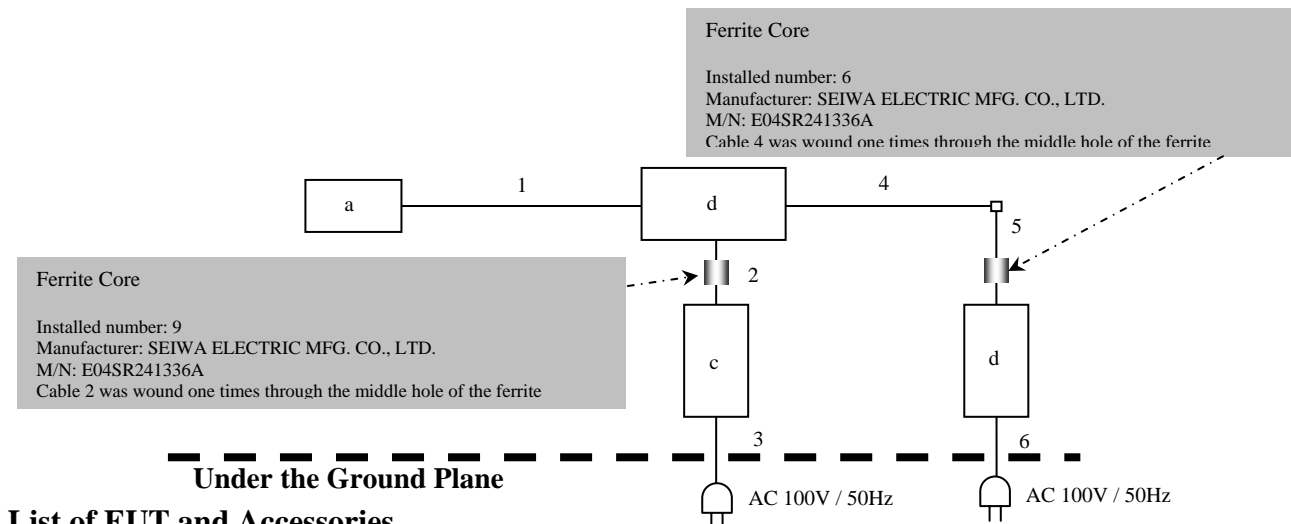 Ferrite Core
Installed number: 6
Manufacturer: SEIWA ELECTRIC MFG. CO., LTD.
M/N: E04SR241336A
Cable 4 was wound one times through the middle hole of the ferrite
1
4
a
d
5
2
Ferrite Core
Installed number: 9
Manufacturer: SEIWA ELECTRIC MFG. CO., LTD.
M/N: E04SR241336A
Cable 2 was wound one times through the middle hole of the ferrite
c
d
3
6
Under the Ground Plane
AC 100V / 50Hz
AC 100V / 50Hz
List of EUT and Accessories